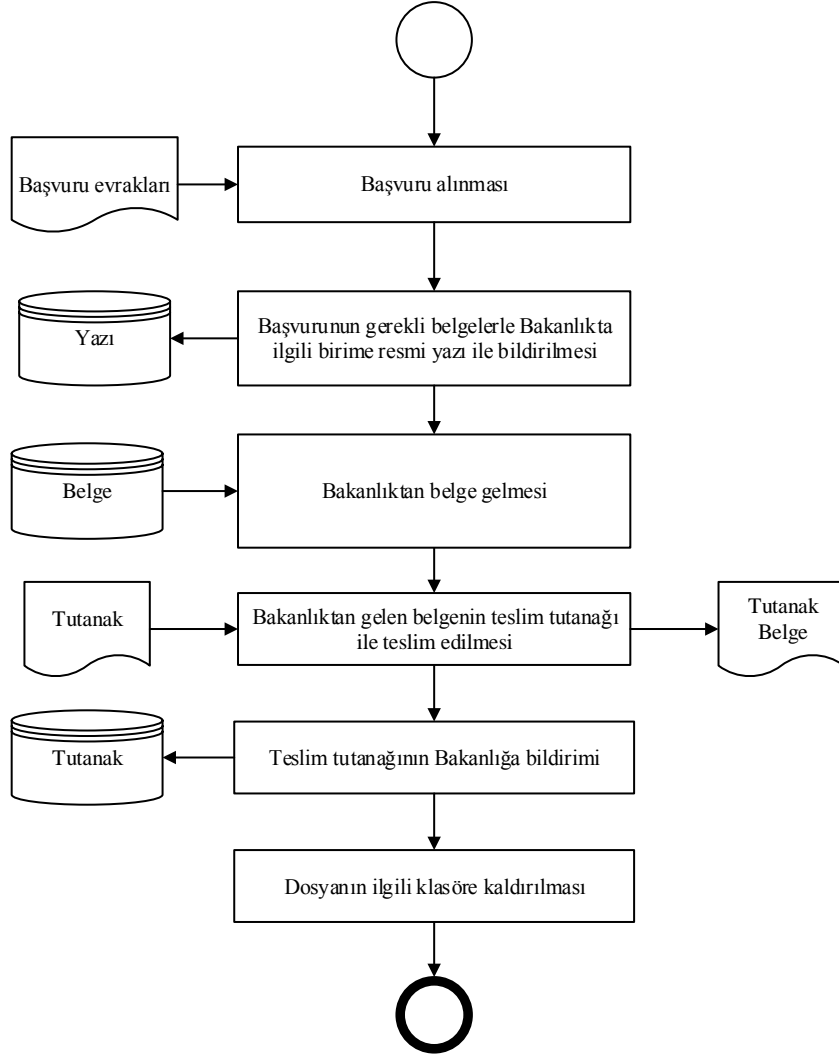 Başvuru evrakları
Başvuru alınması
Yazı
Başvurunun gerekli belgelerle Bakanlıkta
ilgili birime resmi yazı ile bildirilmesi
Belge
Bakanlıktan belge gelmesi
Tutanak
Bakanlıktan gelen belgenin teslim tutanağı
ile teslim edilmesi
Tutanak
Belge
Tutanak
Teslim tutanağının Bakanlığa bildirimi
Dosyanın ilgili klasöre kaldırılması